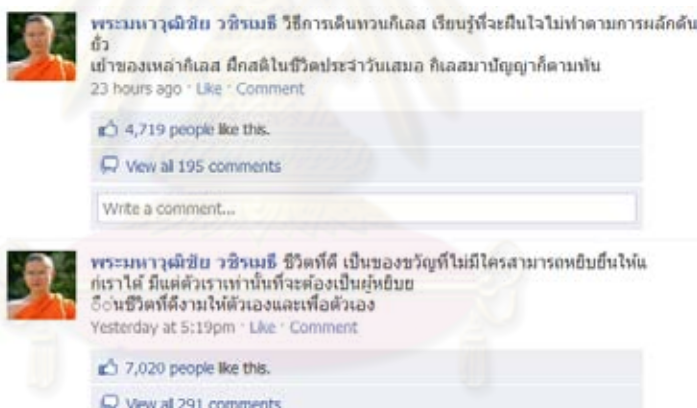 พระมหาวุฒิชัย วชิรเมธี วิธีการเดินทวนกิเลส เรียนรู้ที่จะฝืนใจไม่ทำตามการผลักดัน
ยั่ว
เย้าของเหล่ากิเลส ฝึกสติในชีวิตประจำวันเสมอ กิเลสมาปัญญาก็ตามทัน
23 hours ago · Like · Comment
4,719 people like this.
View all 195 comments
Write a comment...
พระมหาวุฒิชัย วชิรเมธี ชีวิตที่ดี เป็นของขวัญที่ไม่มีใครสามารถหยิบยื่นให้แ
ก่เราได้ มีแต่ตัวเราเท่านั้นที่จะต้องเป็นผู้หยิบย
ื่นชีวิตที่ดีงามให้ตัวเองและเพื่อตัวเอง
Yesterday at 5:19pm · Like · Comment
7,020 people like this.
View all 291 comments